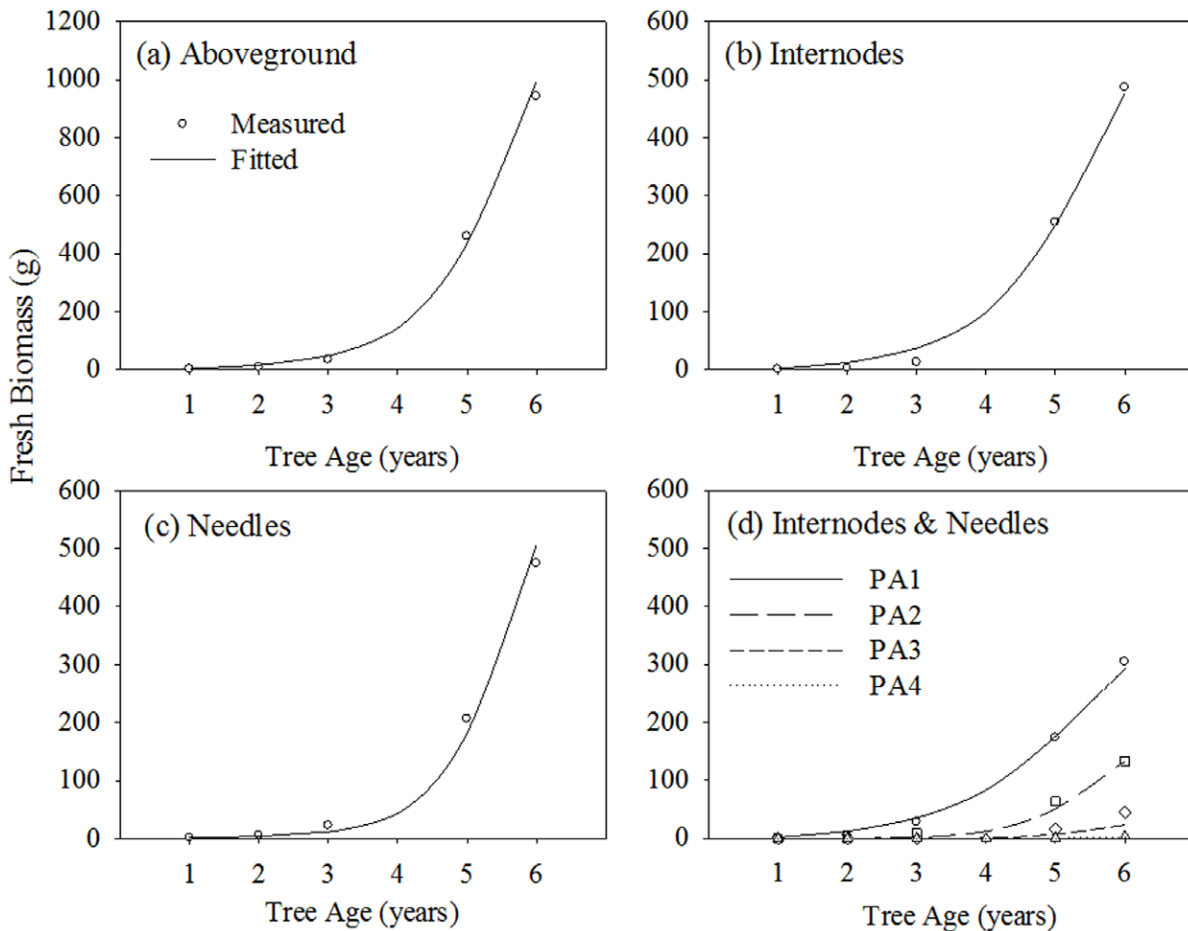 Fresh Biomass (g)
(a) Aboveground
Measured
Fitted
1200
1000
800
600
400
200
0
1 2 3 4 5 6
Tree Age (years)
(b) Internodes
600
500
400
300
200
100
0
1 2 3 4 5 6
Tree Age (years)
(c) Needles
600
500
400
300
200
100
0
1 2 3 4 5 6
Tree Age (years)
(d) Internodes & Needles
PA1
PA2
PA3
PA4
600
500
400
300
200
100
0
1 2 3 4 5 6
Tree Age (years)